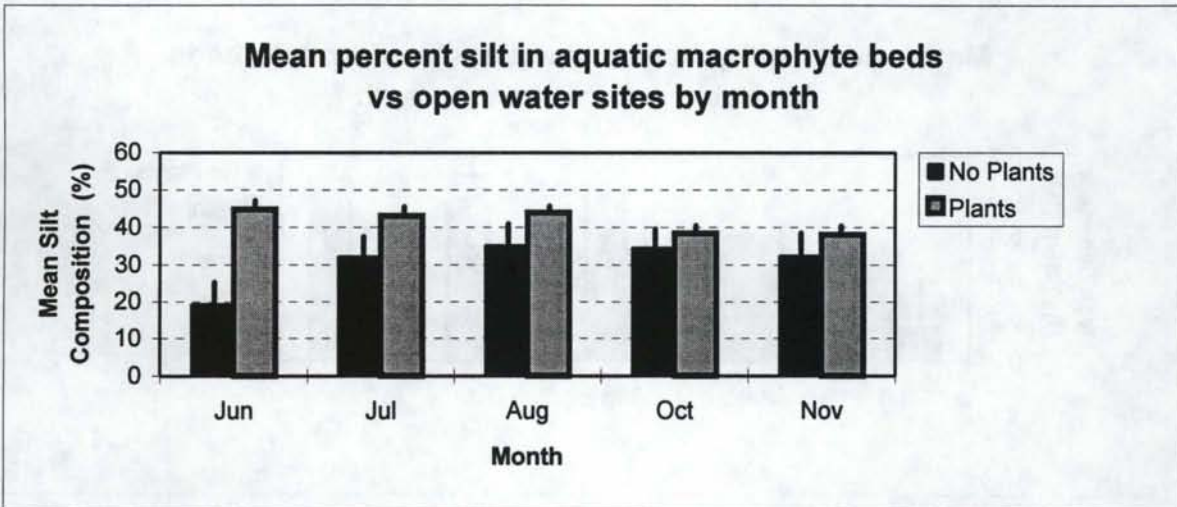 Mean percent silt in aquatic macrophyte beds
vs open water sites by month
Mean Silt
Composition (%)
60
50
40
30
20
10
0
Jun Jul Aug Oct Nov
Month
No Plants
Plants